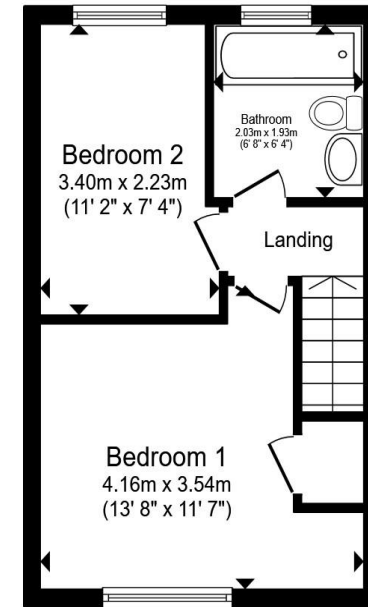 Bathroom
2.03m x 1.93m
(6' 8" x 6' 4")
Bedroom 2
3.40m x 2.23m
(11' 2" x 7' 4")
Landing
Bedroom 1
4.16m x 3.54m
(13' 8" x 11' 7")